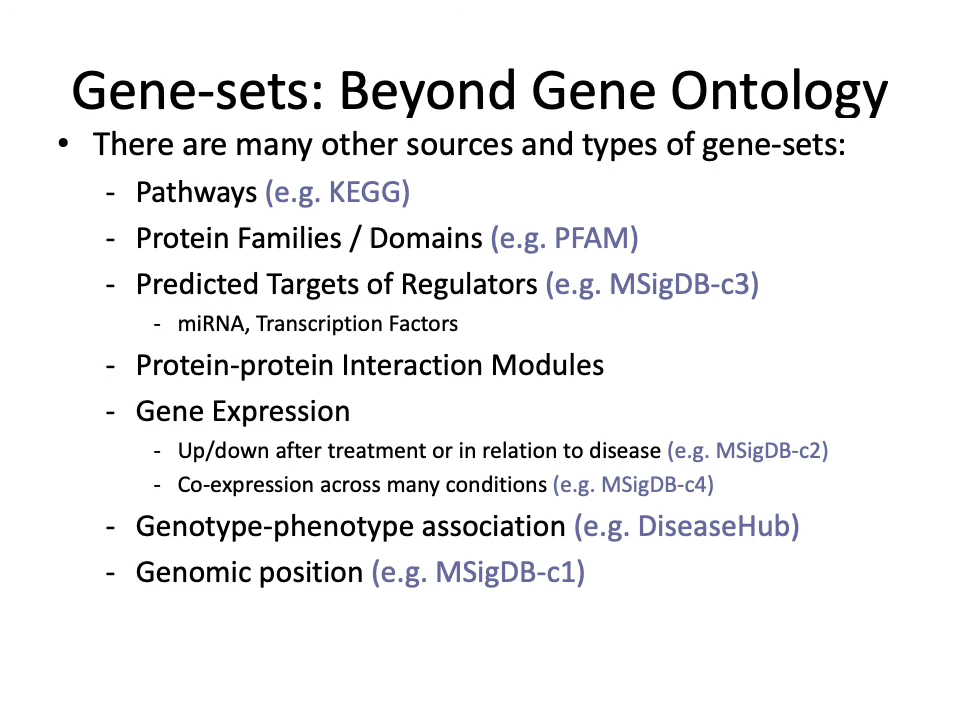 Gene-sets: Beyond Gene Ontology
• There are many other sources and types of gene-sets:
- Pathways (e.g. KEGG)
- Protein Families / Domains (e.g. PFAM)
- Predicted Targets of Regulators (e.g. MSigDB-c3)
- miRNA, Transcription Factors
- Protein-protein Interaction Modules
- Gene Expression
- Up/down after treatment or in relation to disease (e.g. MSigDB-c2)
- Co-expression across many conditions (e.g. MSigDB-c4)
- Genotype-phenotype association (e.g. DiseaseHub)
- Genomic position (e.g. MSigDB-c1)